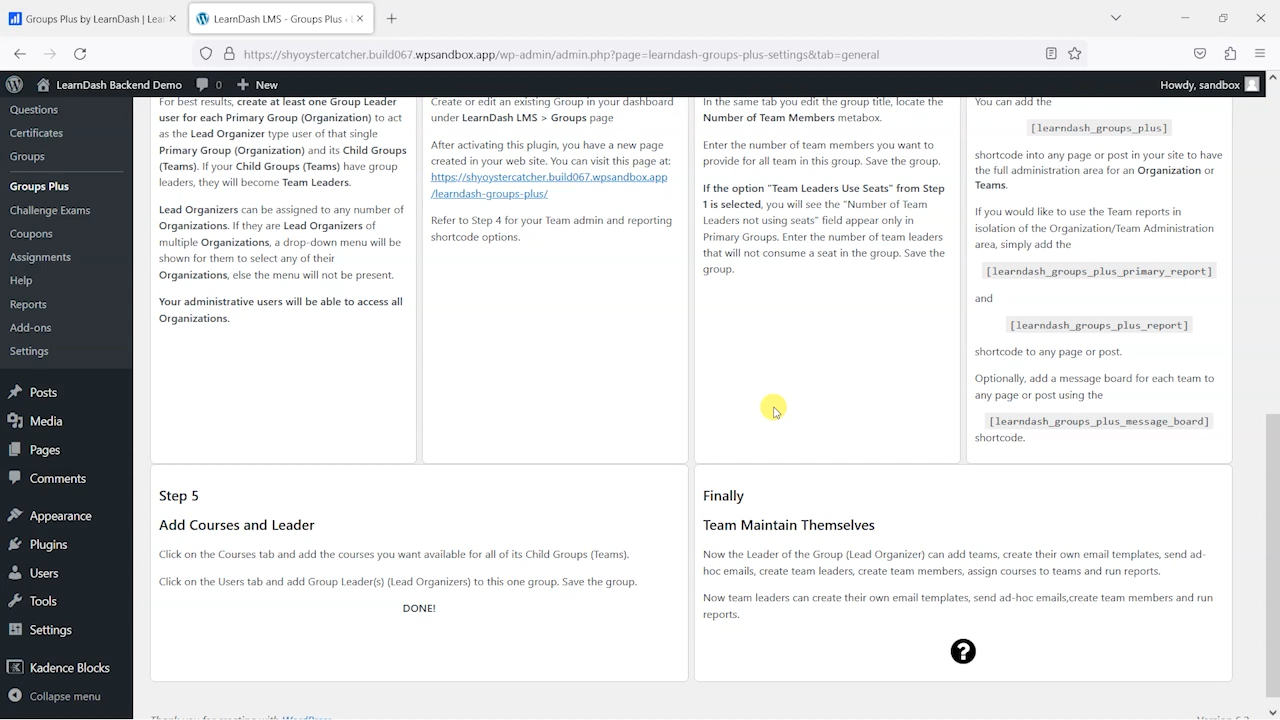 Groups Plus by LearnDash | Lear
LearnDash LMS - Groups Plus ‹ L
https://shyoystercatcher.build067.wpsandbox.app/wp-admin/admin.php?page=learndash-groups-plus-settings&tab=general
LearnDash Backend Demo
0
New
Howdy, sandbox
Questions
Certificates
Groups
Groups Plus
Challenge Exams
Coupons
Assignments
Help
Reports
Add-ons
Settings
Posts
Media
Pages
Comments
Appearance
Plugins
Users
Tools
Settings
Kadence Blocks
Collapse menu
For best results, create at least one Group Leader
user for each Primary Group (Organization) to act
as the Lead Organizer type user of that single
Primary Group (Organization) and its Child Groups
(Teams). If your Child Groups (Teams) have group
leaders, they will become Team Leaders.
Lead Organizers can be assigned to any number of
Organizations. If they are Lead Organizers of
multiple Organizations, a drop-down menu will be
shown for them to select any of their
Organizations, else the menu will not be present.
Your administrative users will be able to access all
Organizations.
Create or edit an existing Group in your dashboard
under LearnDash LMS > Groups page
After activating this plugin, you have a new page
created in your web site. You can visit this page at:
https://shyoystercatcher.build067.wpsandbox.app
/learndash-groups-plus/
Refer to Step 4 for your Team admin and reporting
shortcode options.
In the same tab you edit the group title, locate the
Number of Team Members metabox.
Enter the number of team members you want to
provide for all team in this group. Save the group.
If the option "Team Leaders Use Seats" from Step
1 is selected, you will see the "Number of Team
Leaders not using seats" field appear only in
Primary Groups. Enter the number of team leaders
that will not consume a seat in the group. Save the
group.
You can add the
[learndash_groups_plus]
shortcode into any page or post in your site to have
the full administration area for an Organization or
Teams.
If you would like to use the Team reports in
isolation of the Organization/Team Administration
area, simply add the
[learndash_groups_plus_primary_report]
and
[learndash_groups_plus_report]
shortcode to any page or post.
Optionally, add a message board for each team to
any page or post using the
[learndash_groups_plus_message_board]
shortcode.
Step 5
Add Courses and Leader
Click on the Courses tab and add the courses you want available for all of its Child Groups (Teams).
Click on the Users tab and add Group Leader(s) (Lead Organizers) to this one group. Save the group.
DONE!
Finally
Team Maintain Themselves
Now the Leader of the Group (Lead Organizer) can add teams, create their own email templates, send ad-
hoc emails, create team leaders, create team members, assign courses to teams and run reports.
Now team leaders can create their own email templates, send ad-hoc emails,create team members and run
reports.
?
Thank you for creating with WordPress